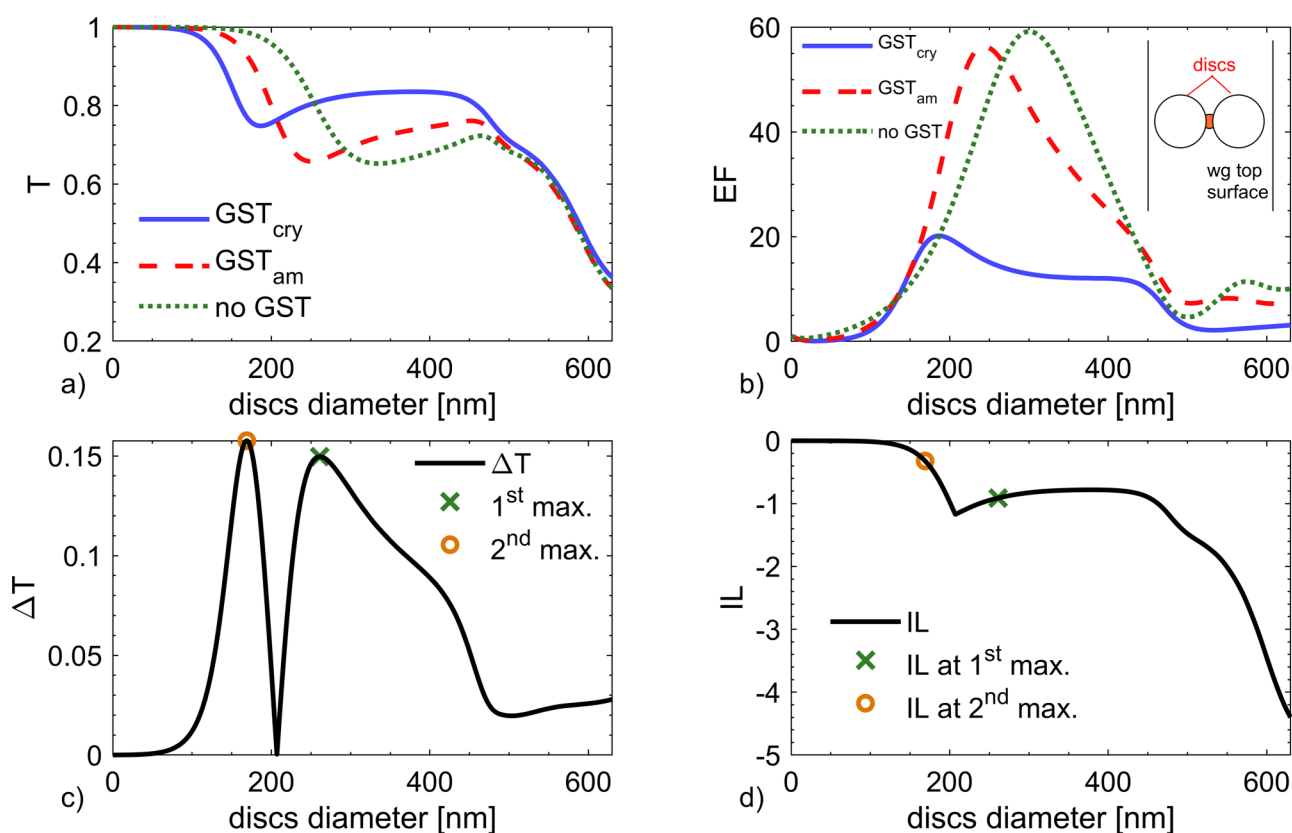 1
0.8
0.6
0.4
0.2
T
GST_cry
GST_am
no GST
0 200 400 600
a)
discs diameter [nm]
60
40
20
0
EF
GST_cry
GST_am
no GST
discs
wg top
surface
0 200 400 600
b)
discs diameter [nm]
0.15
0.1
0.05
0
ΔT
ΔT
1st max.
2nd max.
0 200 400 600
c)
discs diameter [nm]
0
-1
-2
-3
-4
-5
IL
IL
IL at 1st max.
IL at 2nd max.
0 200 400 600
d)
discs diameter [nm]